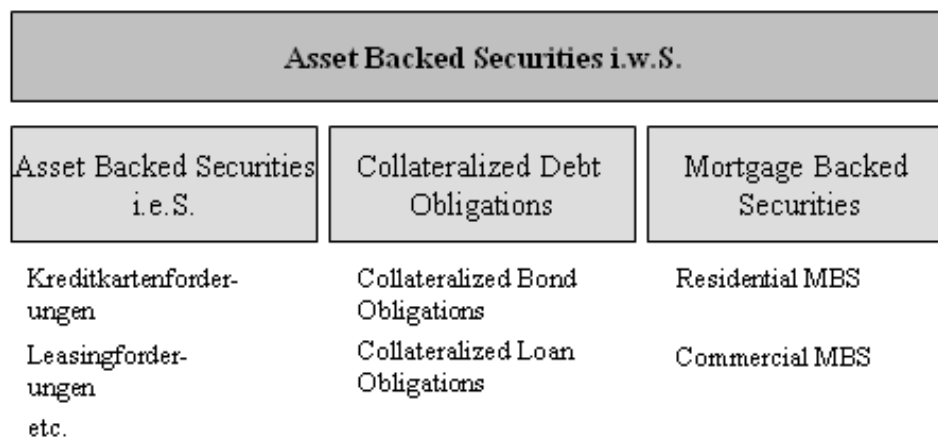 Asset Backed Securities i.w.S.
Asset Backed Securities
i.e.S.
Collateralized Debt
Obligations
Mortgage Backed
Securities
Kreditkartenforder-
ungen
Leasingforder-
ungen
etc.
Collateralized Bond
Obligations
Collateralized Loan
Obligations
Residential MBS
Commercial MBS